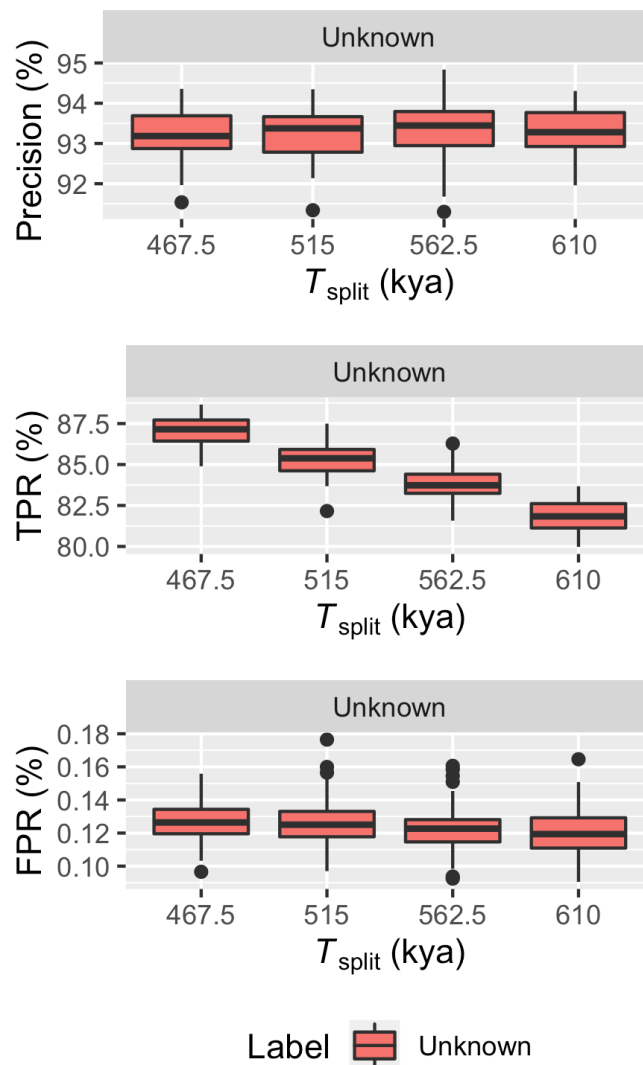 Unknown
Precision (%)
95
94
93
92
467.5 515 562.5 610
Tsplit (kya)
Unknown
TPR (%)
87.5
85.0
82.5
80.0
467.5 515 562.5 610
Tsplit (kya)
Unknown
FPR (%)
0.18
0.16
0.14
0.12
0.10
467.5 515 562.5 610
Tsplit (kya)
Label Unknown